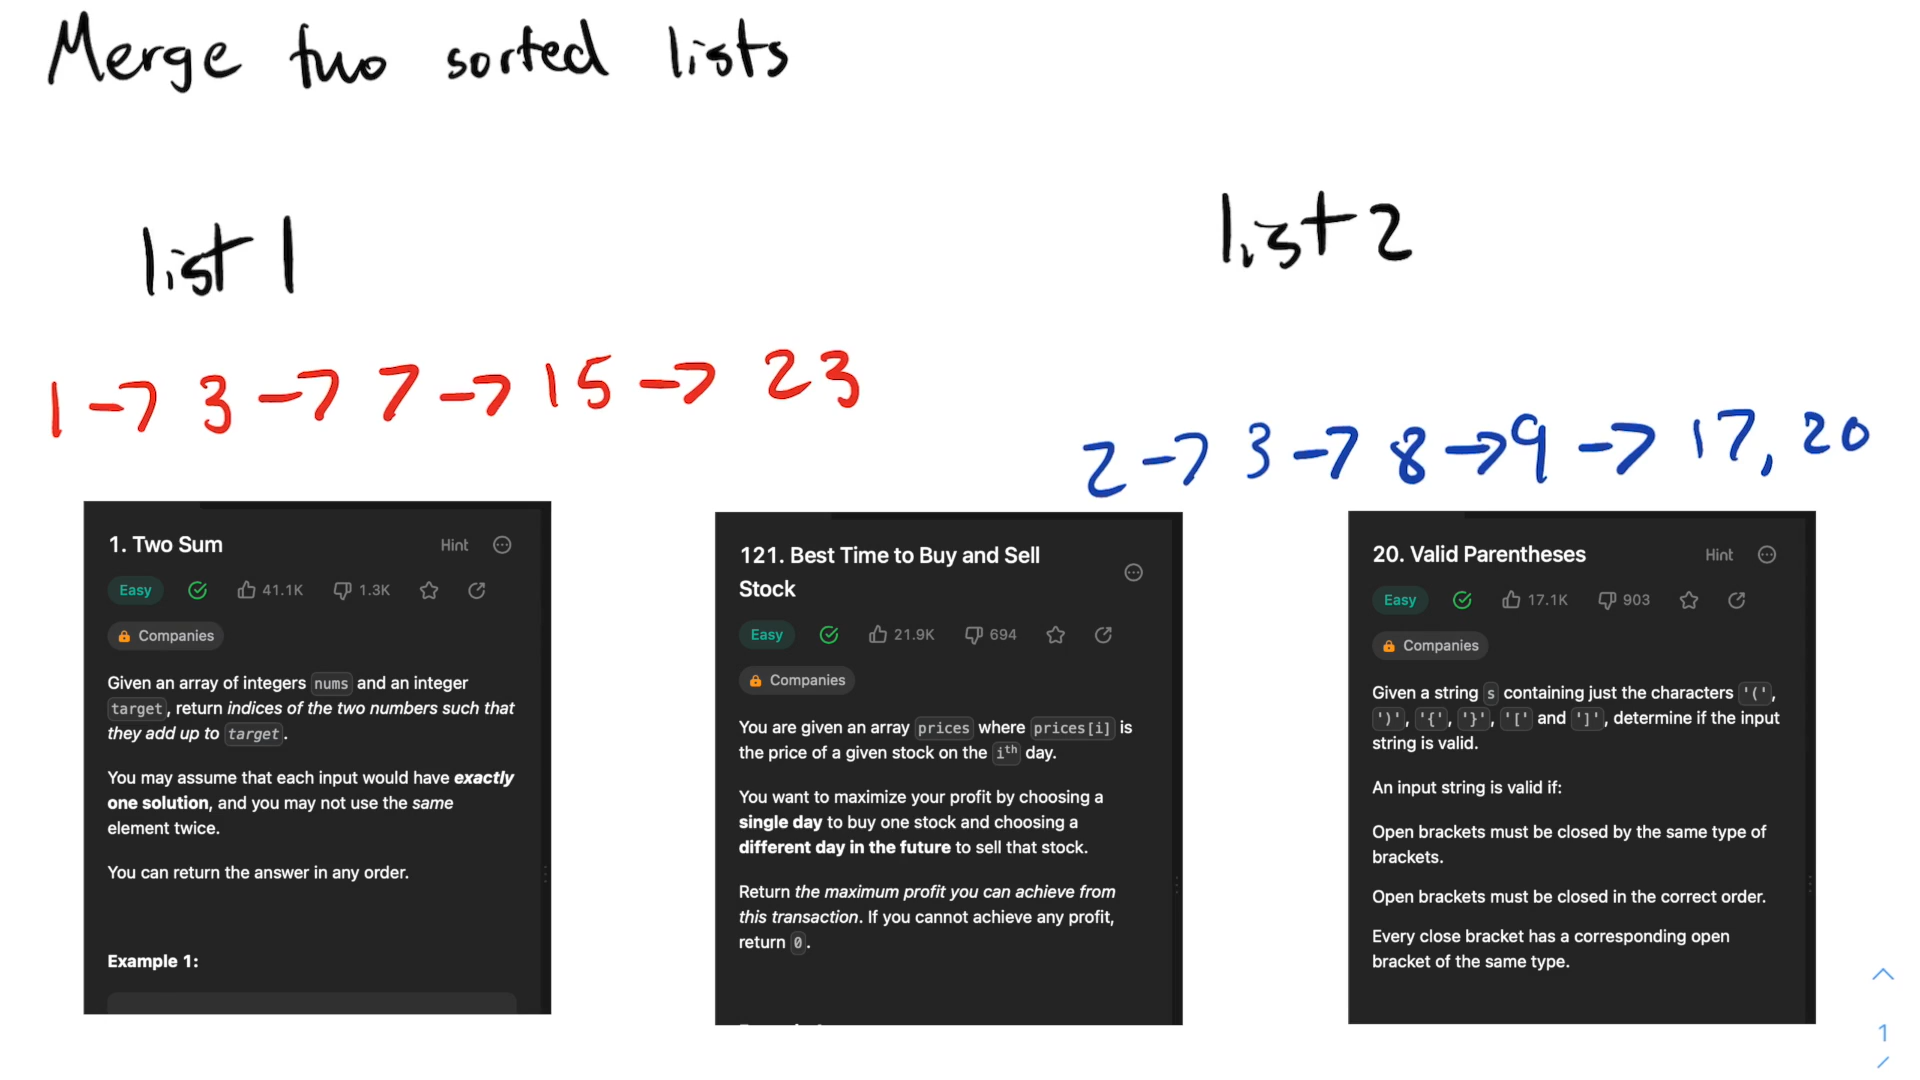 Merge two sorted lists
list 1
list 2
1 -> 3 -> 7 -> 15 -> 23
2 -> 3 -> 8 -> 9 -> 17, 20
1. Two Sum
Hint
Easy
41.1K
1.3K
Companies
Given an array of integers nums and an integer
target, return indices of the two numbers such that
they add up to target.
You may assume that each input would have exactly
one solution, and you may not use the same
element twice.
You can return the answer in any order.
Example 1:
121. Best Time to Buy and Sell
Stock
Easy
21.9K
694
Companies
You are given an array prices where prices[i] is
the price of a given stock on the ith day.
You want to maximize your profit by choosing a
single day to buy one stock and choosing a
different day in the future to sell that stock.
Return the maximum profit you can achieve from
this transaction. If you cannot achieve any profit,
return 0.
20. Valid Parentheses
Hint
Easy
17.1K
903
Companies
Given a string s containing just the characters '(',
')', '{', '}', '[' and ']', determine if the input
string is valid.
An input string is valid if:
Open brackets must be closed by the same type of
brackets.
Open brackets must be closed in the correct order.
Every close bracket has a corresponding open
bracket of the same type.
1
/